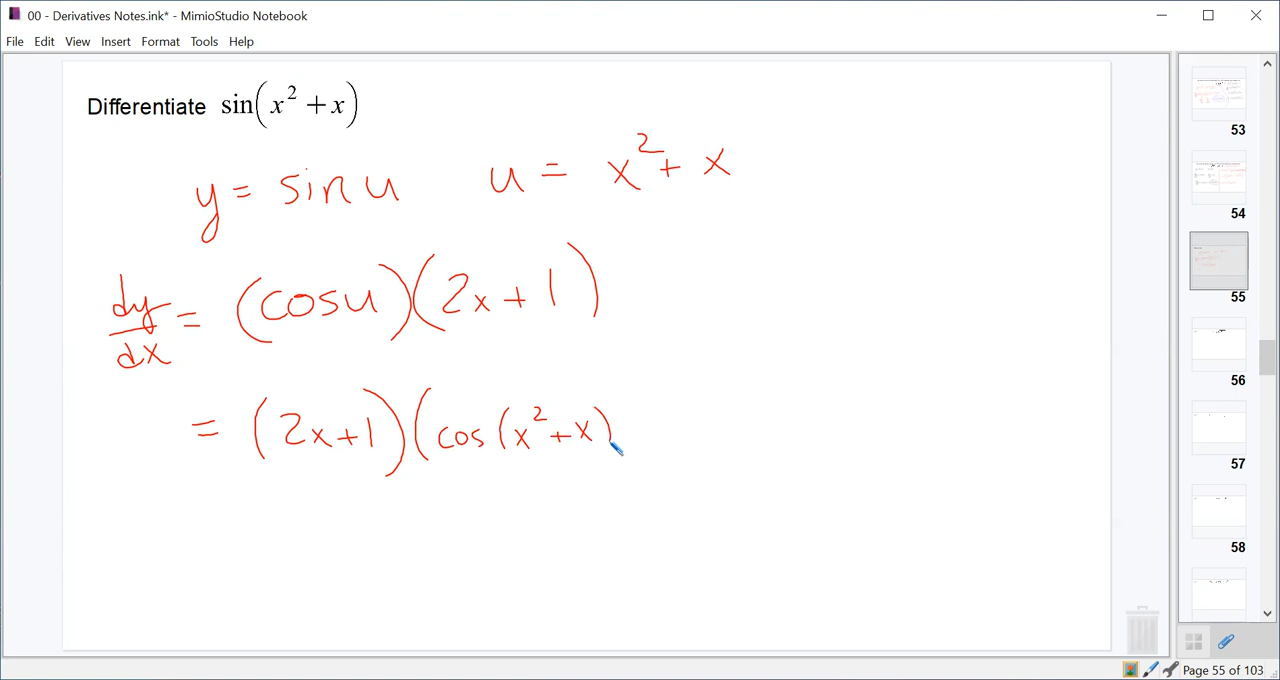 00 - Derivatives Notes.ink* - MimioStudio Notebook
File Edit View Insert Format Tools Help
Differentiate sin(x² + x)
y = sin u u = x² + x
dy/dx = (cos u)(2x + 1)
= (2x + 1)(cos(x² + x)
53
54
55
56
57
58
Page 55 of 103